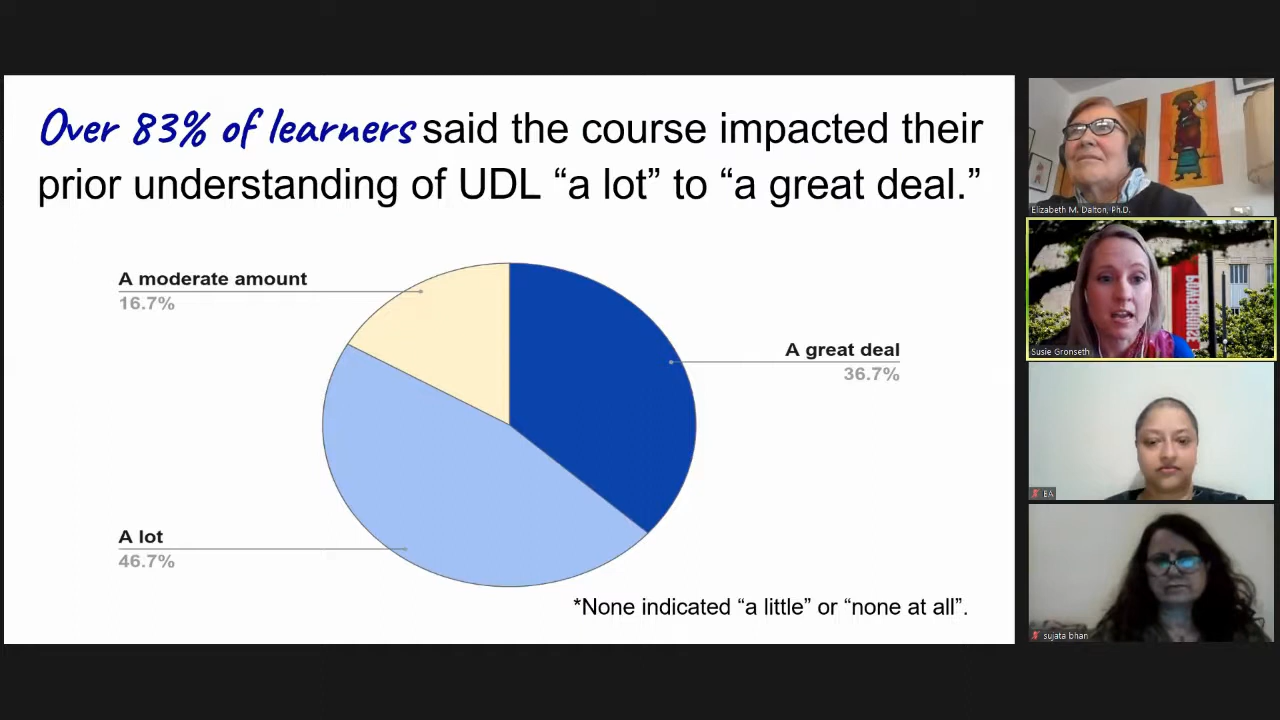 Over 83% of learners said the course impacted their
prior understanding of UDL “a lot” to “a great deal.”
A moderate amount
16.7%
A great deal
36.7%
A lot
46.7%
*None indicated “a little” or “none at all”.
Elizabeth M. Dalton, Ph.D.
Susie Gronseth
EA
sujata bhan